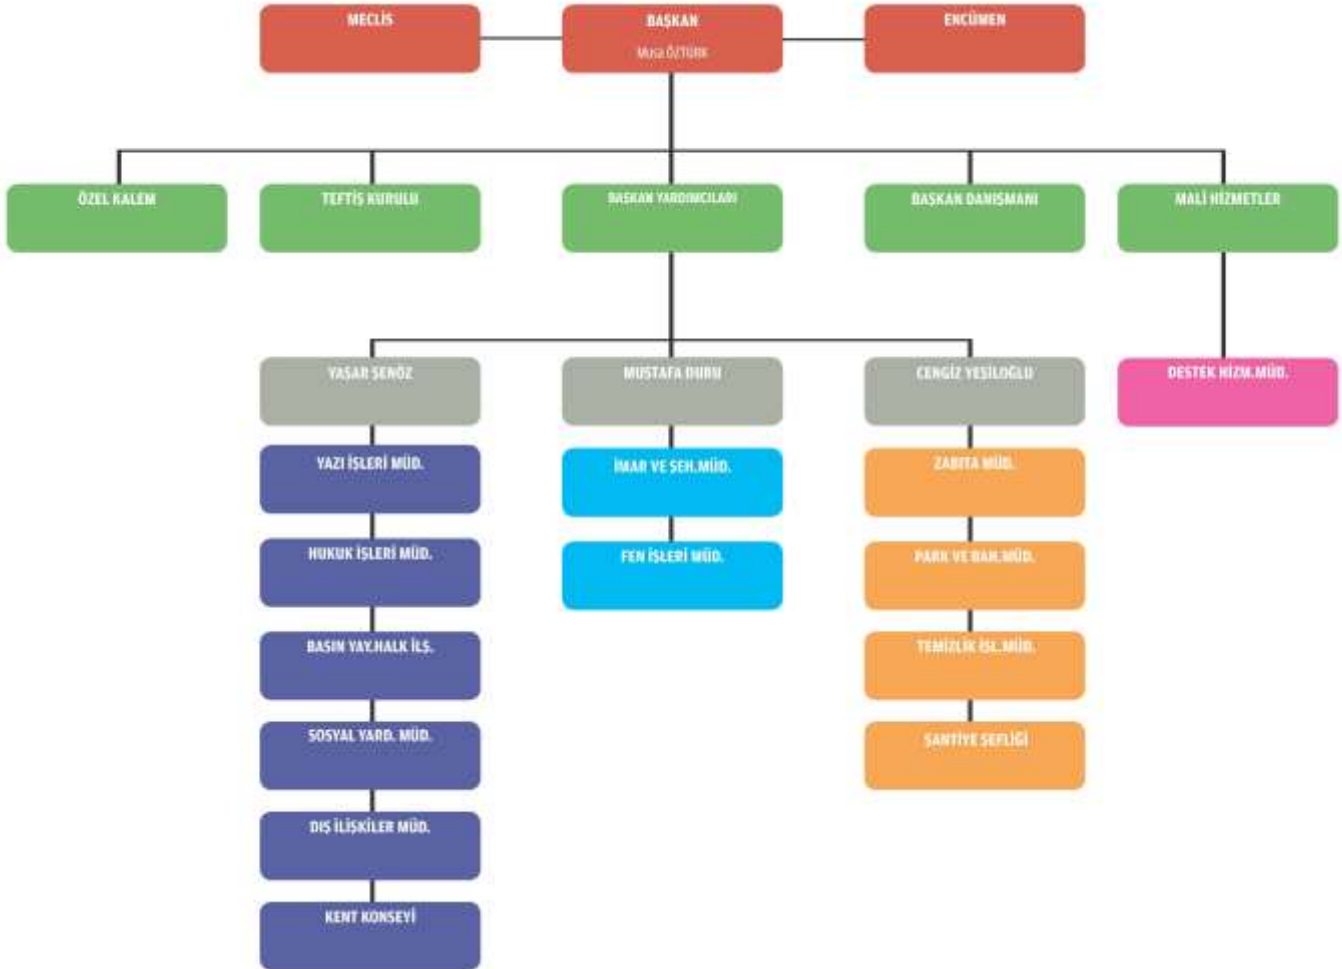 MECLİS
BAŞKAN
Musa ÖZTÜRK
ENCÜMEN
ÖZEL KALEM
TEFTİŞ KURULU
BAŞKAN YARDIMCILARI
BAŞKAN DANIŞMANI
MALİ HİZMETLER
YAŞAR ŞENÖZ
MUSTAFA DURU
CENGİZ YEŞİLOĞLU
DESTEK HİZM.MÜD.
YAZI İŞLERİ MÜD.
İMAR VE ŞEH.MÜD.
ZABITA MÜD.
HUKUK İŞLERİ MÜD.
FEN İŞLERİ MÜD.
PARK VE BAH.MÜD.
BASIN YAY.HALK İLŞ.
TEMİZLİK İŞL.MÜD.
SOSYAL YARD. MÜD.
ŞANTİYE ŞEFLİĞİ
DIŞ İLİŞKİLER MÜD.
KENT KONSEYİ